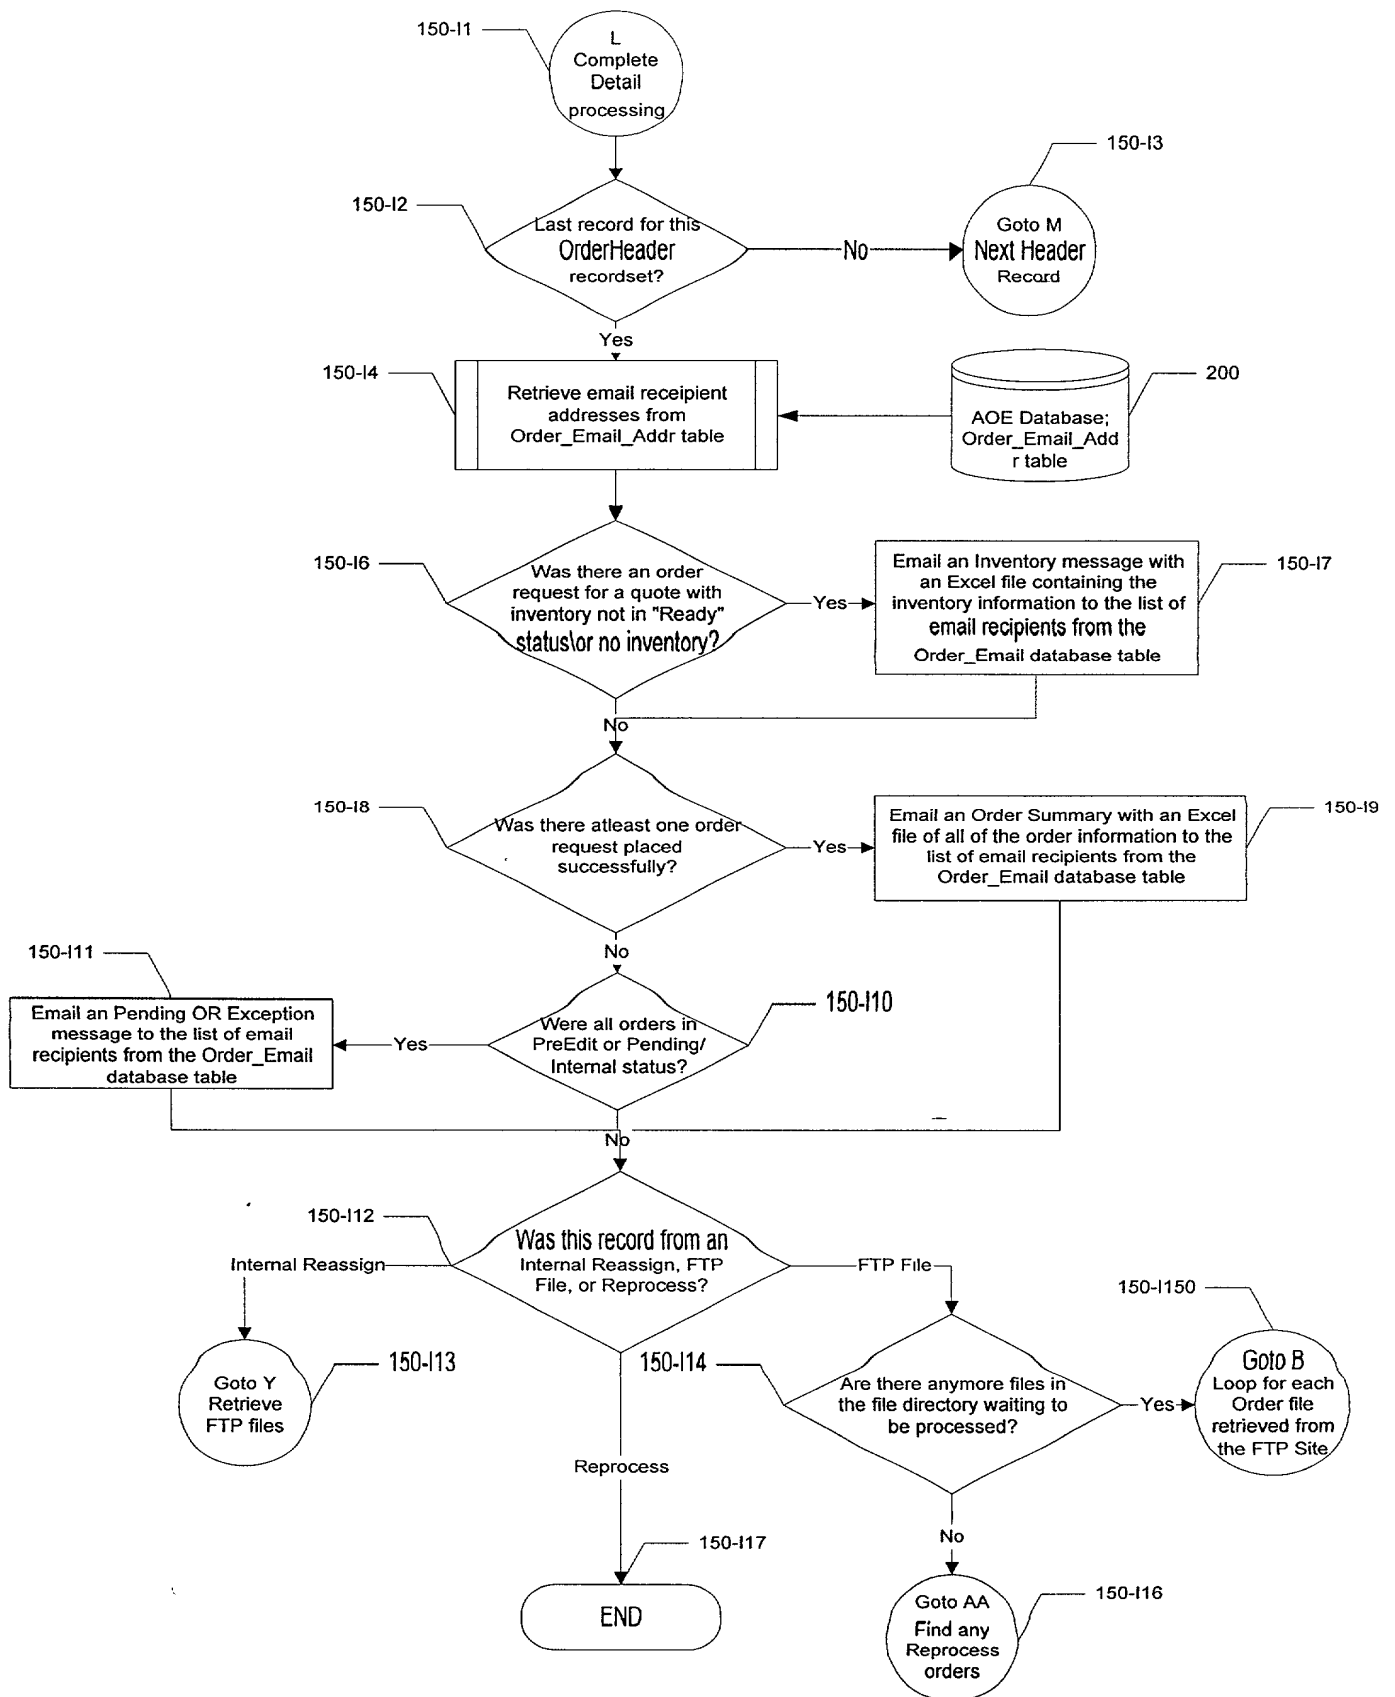 150-I1
L
Complete
Detail
processing
150-I3
150-I2
Last record for this
OrderHeader
recordset?
No
Goto M
Next Header
Record
Yes
150-I4
Retrieve email receipient
addresses from
Order_Email_Addr table
200
AOE Database;
Order_Email_Add
r table
150-I6
Was there an order
request for a quote with
inventory not in "Ready"
status\or no inventory?
Yes
Email an Inventory message with
an Excel file containing the
inventory information to the list of
email recipients from the
Order_Email database table
150-I7
No
150-I8
Was there atleast one order
request placed
successfully?
Yes
Email an Order Summary with an Excel
file of all of the order information to the
list of email recipients from the
Order_Email database table
150-I9
No
150-I11
Email an Pending OR Exception
message to the list of email
recipients from the Order_Email
database table
Yes
Were all orders in
PreEdit or Pending/
Internal status?
150-I10
No
150-I12
Was this record from an
Internal Reassign, FTP
File, or Reprocess?
Internal Reassign
FTP File
150-I150
Goto Y
Retrieve
FTP files
150-I13
150-I14
Are there anymore files in
the file directory waiting to
be processed?
Yes
Goto B
Loop for each
Order file
retrieved from
the FTP Site
Reprocess
No
150-I17
END
Goto AA
Find any
Reprocess
orders
150-I16